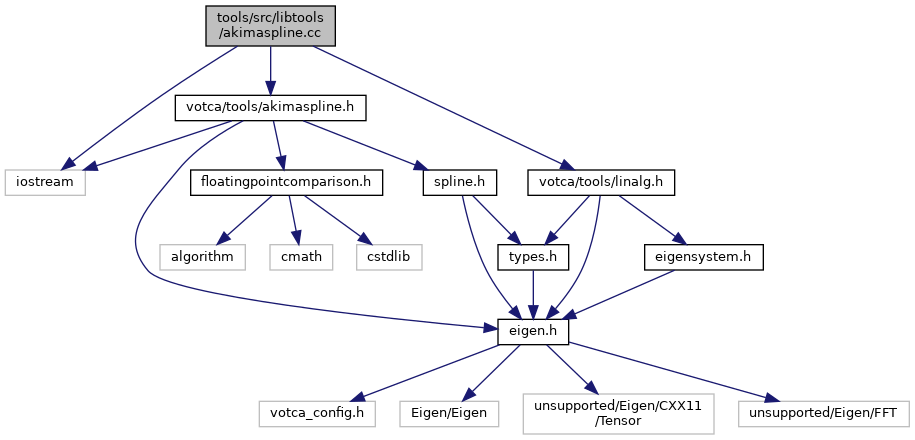 tools/src/libtools
/akimaspline.cc
votca/tools/akimaspline.h
iostream
floatingpointcomparison.h
spline.h
votca/tools/linalg.h
algorithm
cmath
cstdlib
types.h
eigensystem.h
eigen.h
votca_config.h
Eigen/Eigen
unsupported/Eigen/CXX11
/Tensor
unsupported/Eigen/FFT